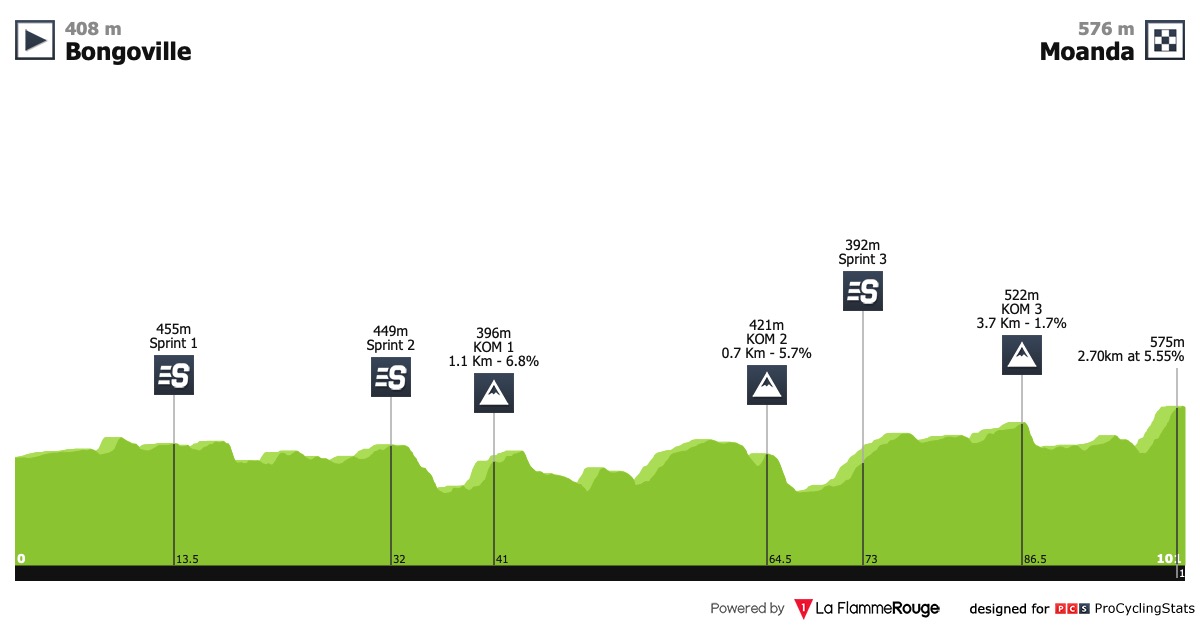 408 m
Bongoville
576 m
Moanda
392m
Sprint 3
522m
KOM 3
3.7 Km - 1.7%
421m
KOM 2
0.7 Km - 5.7%
455m
Sprint 1
449m
Sprint 2
396m
KOM 1
1.1 Km - 6.8%
575m
2.70km at 5.55%
S
S
S
0
13.5
32
41
64.5
73
86.5
101
1
Powered by 1 La FlammeRouge
designed for PCS ProCyclingStats